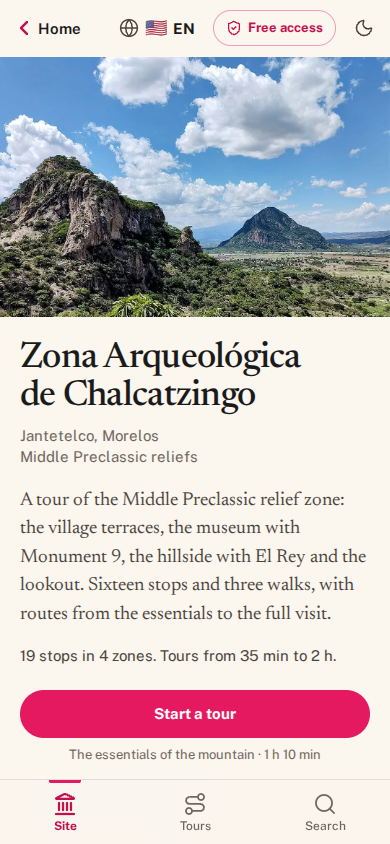 Home
EN
Free access
Zona Arqueológica
de Chalcatzingo
Jantetelco, Morelos
Middle Preclassic reliefs
A tour of the Middle Preclassic relief zone:
the village terraces, the museum with
Monument 9, the hillside with El Rey and the
lookout. Sixteen stops and three walks, with
routes from the essentials to the full visit.
19 stops in 4 zones. Tours from 35 min to 2 h.
Start a tour
The essentials of the mountain · 1 h 10 min
Site
Tours
Search